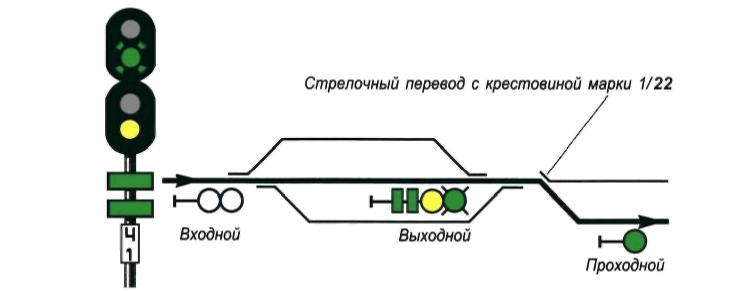 Стрелочный перевод с крестовиной марки 1/22
Ч
1
Входной
Выходной
Проходной